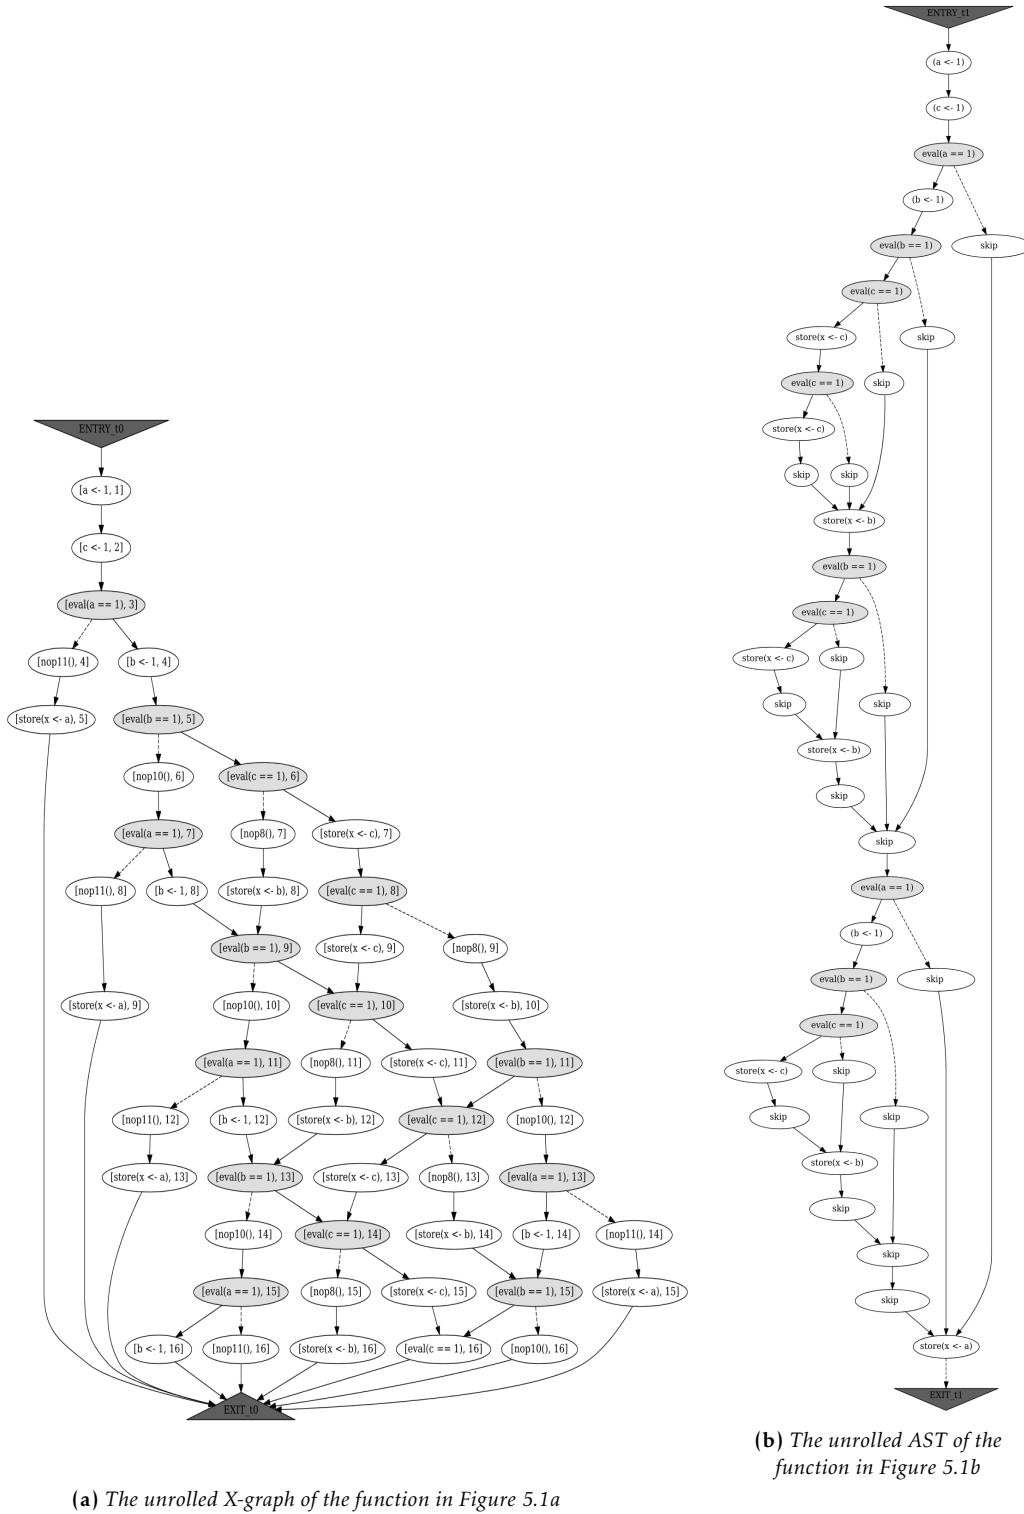 ENTRY_t1
(a <- 1)
(c <- 1)
eval(a == 1)
(b <- 1)
eval(b == 1)
skip
eval(c == 1)
store(x <- c)
skip
eval(c == 1)
skip
store(x <- c)
skip
skip
store(x <- b)
eval(b == 1)
eval(c == 1)
store(x <- c)
skip
skip
skip
store(x <- b)
skip
skip
eval(a == 1)
(b <- 1)
eval(b == 1)
skip
eval(c == 1)
store(x <- c)
skip
skip
skip
store(x <- b)
skip
skip
skip
store(x <- a)
EXIT_t1
(b) The unrolled AST of the
function in Figure 5.1b
ENTRY_t0
[a <- 1, 1]
[c <- 1, 2]
[eval(a == 1), 3]
[nop11(), 4]
[b <- 1, 4]
[store(x <- a), 5]
[eval(b == 1), 5]
[nop10(), 6]
[eval(c == 1), 6]
[eval(a == 1), 7]
[nop8(), 7]
[store(x <- c), 7]
[nop11(), 8]
[b <- 1, 8]
[store(x <- b), 8]
[eval(c == 1), 8]
[eval(b == 1), 9]
[store(x <- c), 9]
[nop8(), 9]
[store(x <- a), 9]
[nop10(), 10]
[eval(c == 1), 10]
[store(x <- b), 10]
[eval(a == 1), 11]
[nop8(), 11]
[store(x <- c), 11]
[eval(b == 1), 11]
[nop11(), 12]
[b <- 1, 12]
[store(x <- b), 12]
[eval(c == 1), 12]
[nop10(), 12]
[store(x <- a), 13]
[eval(b == 1), 13]
[store(x <- c), 13]
[nop8(), 13]
[eval(a == 1), 13]
[nop10(), 14]
[eval(c == 1), 14]
[store(x <- b), 14]
[b <- 1, 14]
[nop11(), 14]
[eval(a == 1), 15]
[nop8(), 15]
[store(x <- c), 15]
[eval(b == 1), 15]
[store(x <- a), 15]
[b <- 1, 16]
[nop11(), 16]
[store(x <- b), 16]
[eval(c == 1), 16]
[nop10(), 16]
EXIT_t0
(a) The unrolled X-graph of the function in Figure 5.1a